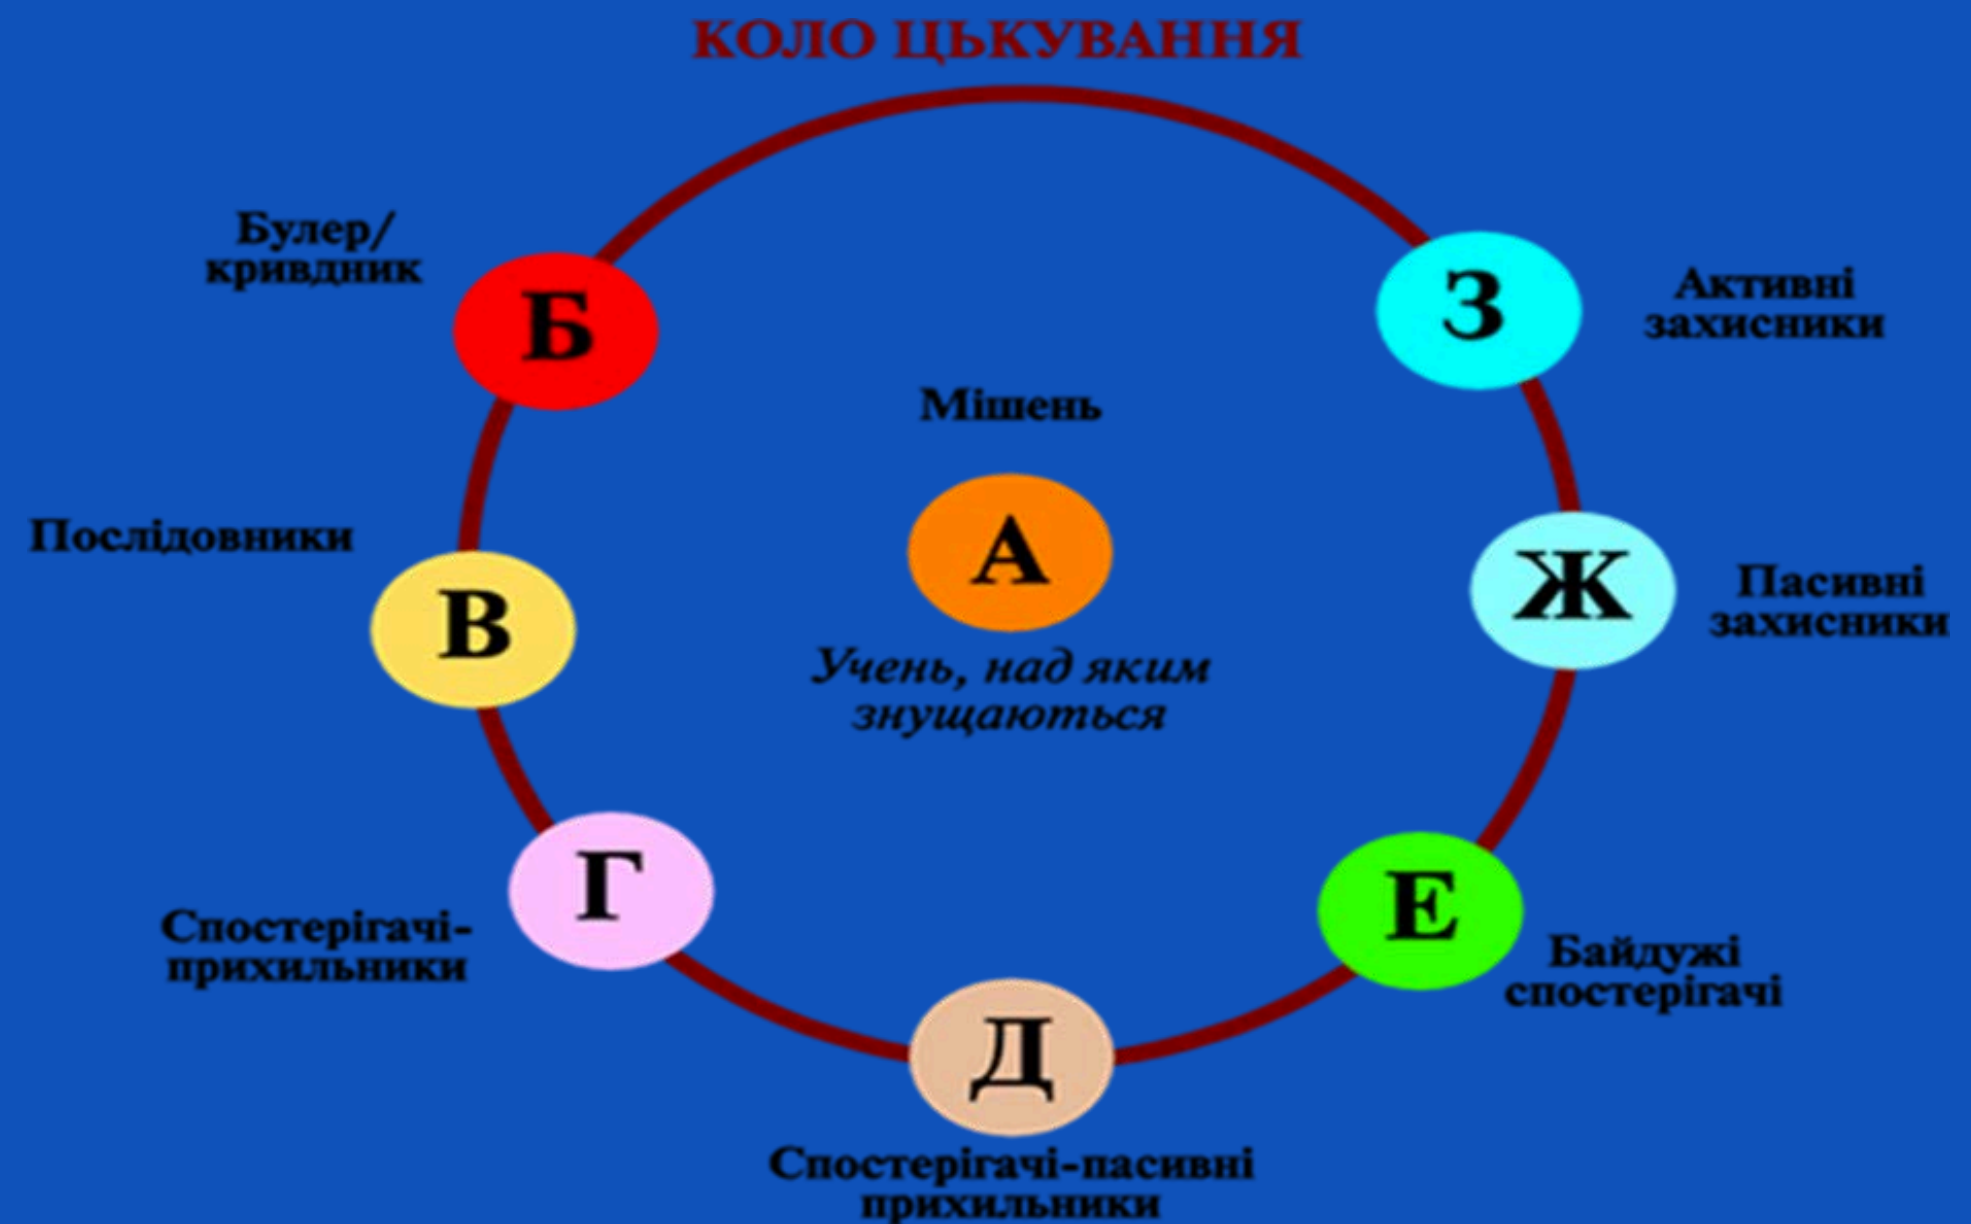 КОЛО ЦЬКУВАННЯ
Булер/
кривдник
Б
З
Активні
захисники
Мішень
А
Учень, над яким
знущаються
Послідовники
В
Ж
Пасивні
захисники
Г
Спостерігачі-
прихильники
Е
Байдужі
спостерігачі
Д
Спостерігачі-пасивні
прихильники